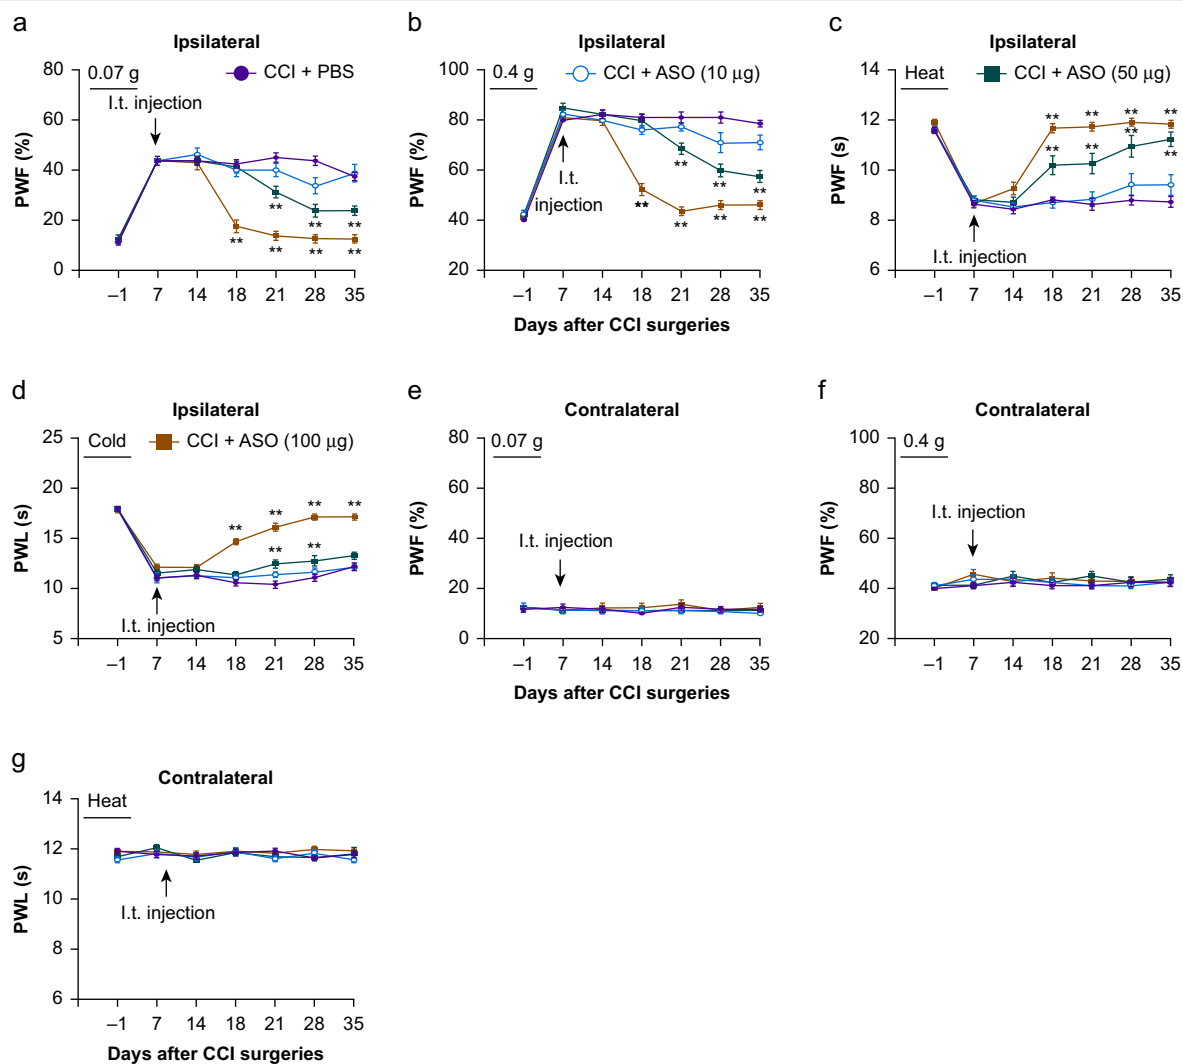 a
Ipsilateral
0.07 g
CCI + PBS
I.t. injection
PWF (%)
80
60
40
20
0
–1 7 14 18 21 28 35
** ** ** **
** ** **
b
Ipsilateral
0.4 g
CCI + ASO (10 µg)
I.t.
injection
PWF (%)
100
80
60
40
20
–1 7 14 18 21 28 35
Days after CCI surgeries
** ** ** **
** ** **
c
Ipsilateral
Heat
CCI + ASO (50 µg)
I.t. injection
PWF (s)
14
12
10
8
6
–1 7 14 18 21 28 35
** ** ** **
** ** ** **
d
Ipsilateral
Cold
CCI + ASO (100 µg)
I.t. injection
PWL (s)
25
20
15
10
5
–1 7 14 18 21 28 35
** ** ** **
** **
e
Contralateral
0.07 g
I.t. injection
PWF (%)
80
60
40
20
0
–1 7 14 18 21 28 35
Days after CCI surgeries
f
Contralateral
0.4 g
I.t. injection
PWF (%)
100
80
60
40
20
–1 7 14 18 21 28 35
g
Contralateral
Heat
I.t. injection
PWL (s)
14
12
10
8
6
–1 7 14 18 21 28 35
Days after CCI surgeries